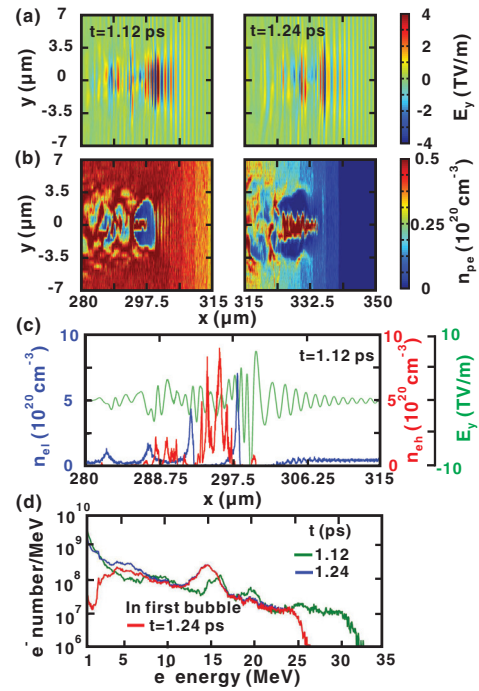 (a)
7
3.5
0
-3.5
-7
y (μm)
t=1.12 ps
t=1.24 ps
4
2
0
-2
-4
E_y (TV/m)
(b)
7
3.5
0
-3.5
-7
y (μm)
280 297.5 315
315 332.5 350
x (μm)
0.5
0.25
0
n_pe (10^20 cm^-3)
(c)
10
5
0
n_el (10^20 cm^-3)
t=1.12 ps
10
5
0
n_eh (10^20 cm^-3)
10
-10
E_y (TV/m)
280 288.75 297.5 306.25 315
x (μm)
(d)
10^10
10^9
10^8
10^7
10^6
e^- number/MeV
t (ps)
1.12
1.24
In first bubble
t=1.24 ps
1 5 10 15 20 25 30 35
e^- energy (MeV)